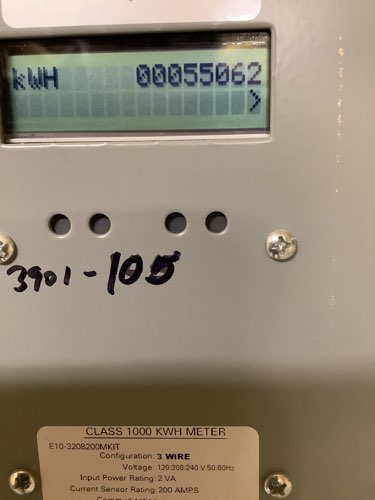 kWH 00055062
>
3901-105
CLASS 1000 KWH METER
E10-3208200MKIT
Configuration: 3 WIRE
Voltage: 120:208:240 V:50:60Hz
Input Power Rating: 2 VA
Current Sensor Rating: 200 AMPS